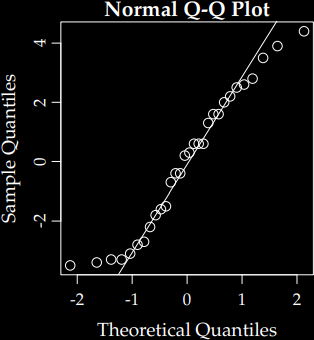 Normal Q-Q Plot
Sample Quantiles
4
2
0
-2
-2 -1 0 1 2
Theoretical Quantiles